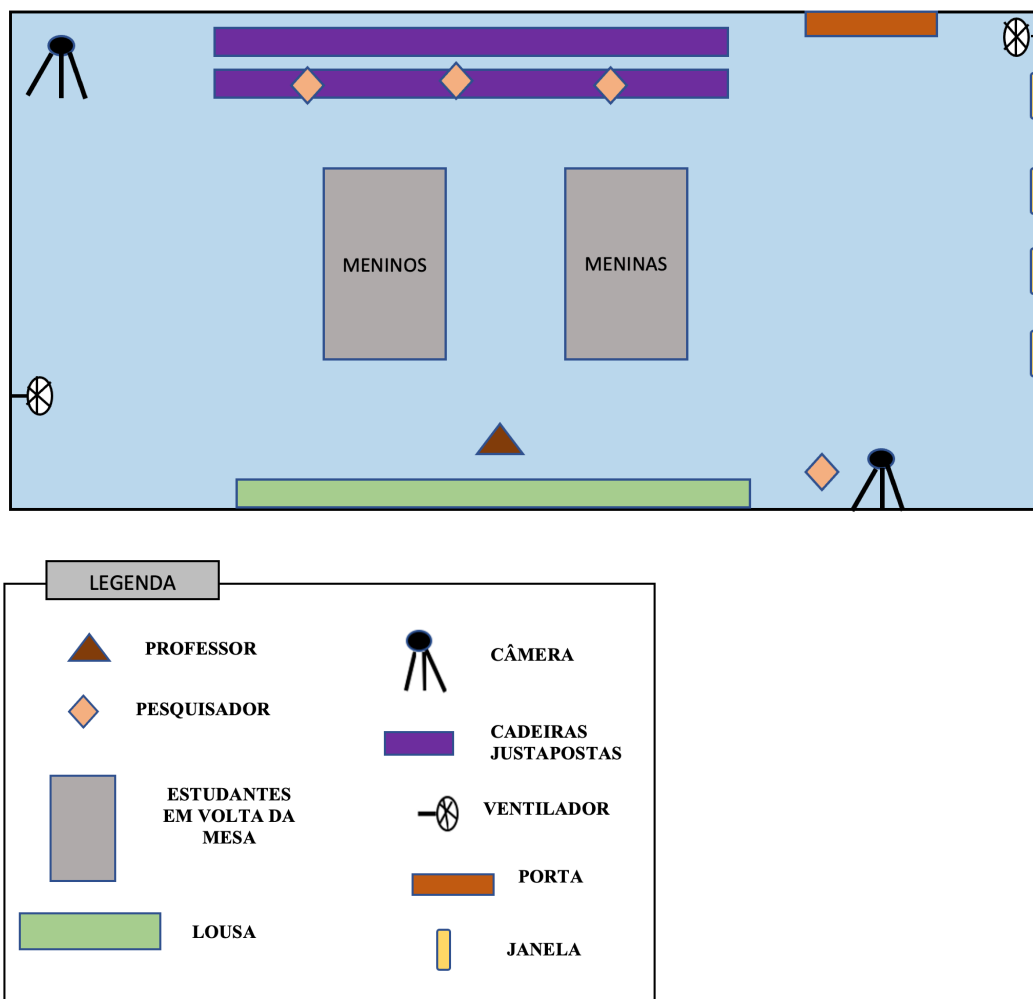 MENINOS
MENINAS
LEGENDA
PROFESSOR
PESQUISADOR
ESTUDANTES
EM VOLTA DA
MESA
LOUSA
CÂMERA
CADEIRAS
JUSTAPOSTAS
VENTILADOR
PORTA
JANELA